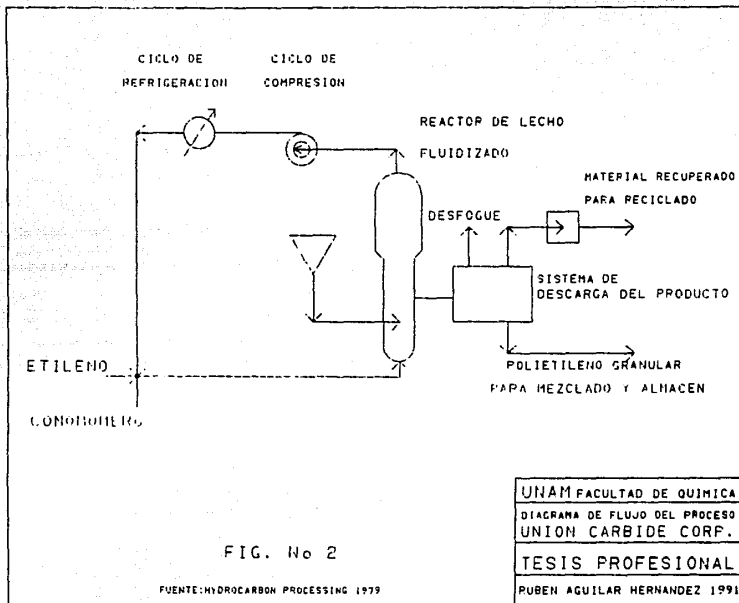 CICLO DE
REFRIGERACION
CICLO DE
COMPRESION
REACTOR DE LECHO
FLUIDIZADO
MATERIAL RECUPERADO
PARA RECICLADO
DESFOGUE
SISTEMA DE
DESCARGA DEL PRODUCTO
ETILENO
CONOMOMERO
POLIETILENO GRANULAR
PARA MEZCLADO Y ALMACEN
FIG. No 2
FUENTE:HYDROCARBON PROCESSING 1979
UNAM FACULTAD DE QUIMICA
DIAGRAMA DE FLUJO DEL PROCESO
UNION CARBIDE CORP.
TESIS PROFESIONAL
RUBEN AGUILAR HERNANDEZ 1991